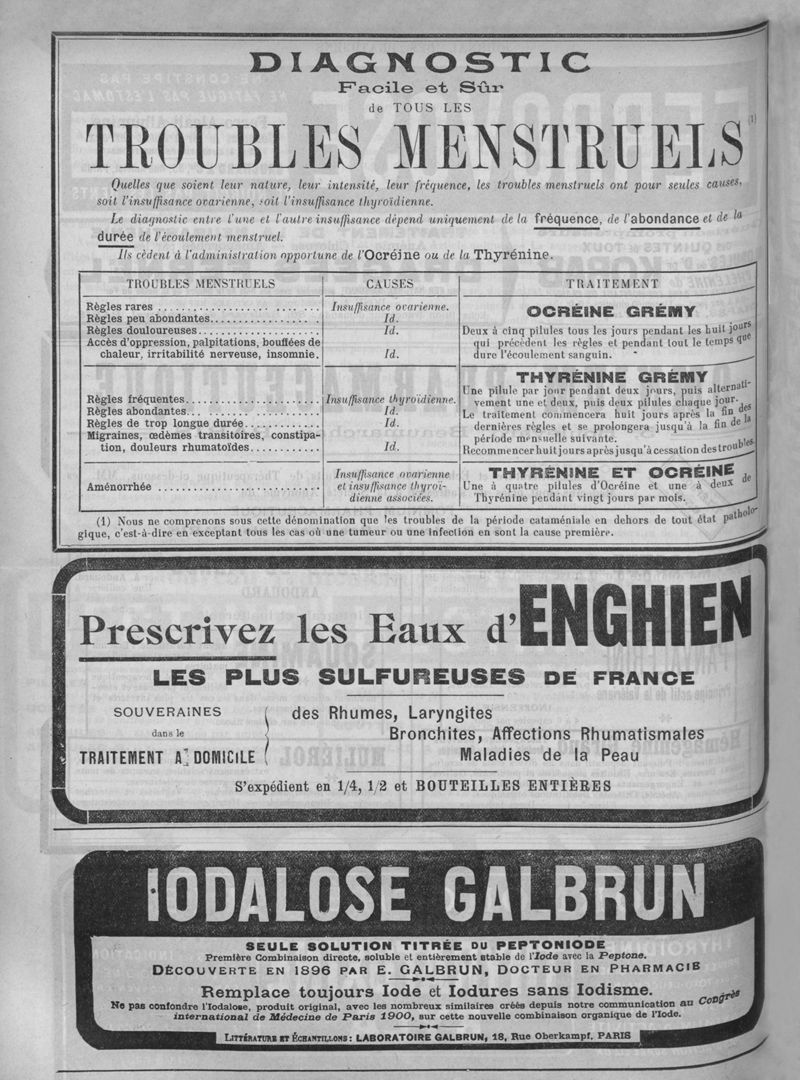 DIAGNOSTIC
Facile et Sûr
de TOUS LES
TROUBLES MENSTRUELS (1)
Quelles que soient leur nature, leur intensité, leur fréquence, les troubles menstruels ont pour seules causes,
soit l'insuffisance ovarienne, soit l'insuffisance thyroïdienne.
Le diagnostic entre l'une et l'autre insuffisance dépend uniquement de la fréquence, de l'abondance et de la
durée de l'écoulement menstruel.
Ils cèdent à l'administration opportune de l'Ocréine ou de la Thyrénine.
TROUBLES MENSTRUELS CAUSES TRAITEMENT
Règles rares ........................ Insuffisance ovarienne.
Règles peu abondantes.................. Id.
Règles douloureuses..................... Id.
Accès d'oppression, palpitations, bouffées de
chaleur, irritabilité nerveuse, insomnie. Id.
OCRÉINE GRÉMY
Deux à cinq pilules tous les jours pendant les huit jours
qui précèdent les règles et pendant tout le temps que
dure l'écoulement sanguin.
Règles fréquentes...................... Insuffisance thyroïdienne.
Règles abondantes...................... Id.
Règles de trop longue durée............. Id.
Migraines, œdèmes transitoires, constipa-
tion, douleurs rhumatoïdes............ Id.
THYRÉNINE GRÉMY
Une pilule par jour pendant deux jours, puis alternati-
vement une et deux, puis deux pilules chaque jour.
Le traitement commencera huit jours après la fin des
dernières règles et se prolongera jusqu'à la fin de la
période mensuelle suivante.
Recommencer huit jours après jusqu'à cessation des troubles.
Aménorrhée ............................
Insuffisance ovarienne
et insuffisance thyroï-
dienne associées.
THYRÉNINE ET OCRÉINE
Une à quatre pilules d'Ocréine et une à deux de
Thyrénine pendant vingt jours par mois.
(1) Nous ne comprenons sous cette dénomination que les troubles de la période cataméniale en dehors de tout état patholo-
gique, c'est-à-dire en exceptant tous les cas où une tumeur ou une infection en sont la cause première.
Prescrivez les Eaux d'ENGHIEN
LES PLUS SULFUREUSES DE FRANCE
SOUVERAINES
dans le
TRAITEMENT A DOMICILE
des Rhumes, Laryngites
Bronchites, Affections Rhumatismales
Maladies de la Peau
S'expédient en 1/4, 1/2 et BOUTEILLES ENTIÈRES
IODALOSE GALBRUN
SEULE SOLUTION TITRÉE DU PEPTONIODE
Première Combinaison directe, soluble et entièrement stable de l'Iode avec la Peptone.
DÉCOUVERTE EN 1896 PAR E. GALBRUN, DOCTEUR EN PHARMACIE
Remplace toujours Iode et Iodures sans Iodisme.
Ne pas confondre l'Iodalose, produit original, avec les nombreux similaires créés depuis notre communication au Congrès
international de Médecine de Paris 1900, sur cette nouvelle combinaison organique de l'Iode.
LITTÉRATURE ET ÉCHANTILLONS : LABORATOIRE GALBRUN, 18, Rue Oberkampf, PARIS